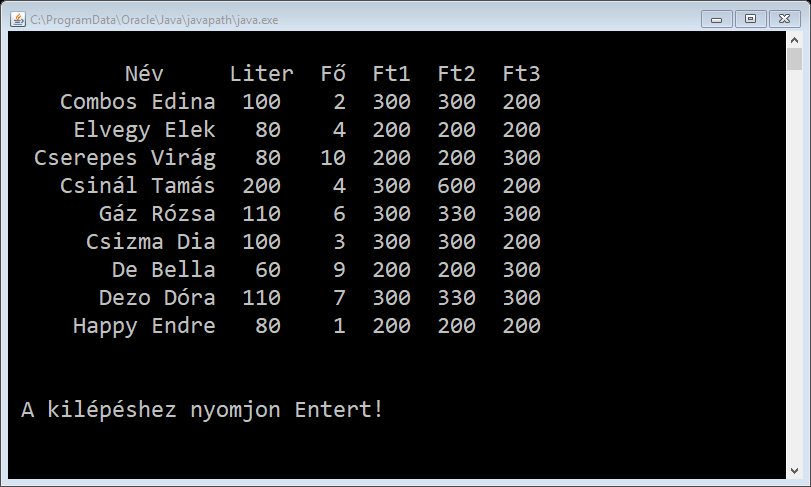 C:\ProgramData\Oracle\Java\javapath\java.exe
Név Liter Fő Ft1 Ft2 Ft3
Combos Edina 100 2 300 300 200
Elvegy Elek 80 4 200 200 200
Cserepes Virág 80 10 200 200 300
Csinál Tamás 200 4 300 600 200
Gáz Rózsa 110 6 300 330 300
Csizma Dia 100 3 300 300 200
De Bella 60 9 200 200 300
Dezo Dóra 110 7 300 330 300
Happy Endre 80 1 200 200 200
A kilépéshez nyomjon Entert!